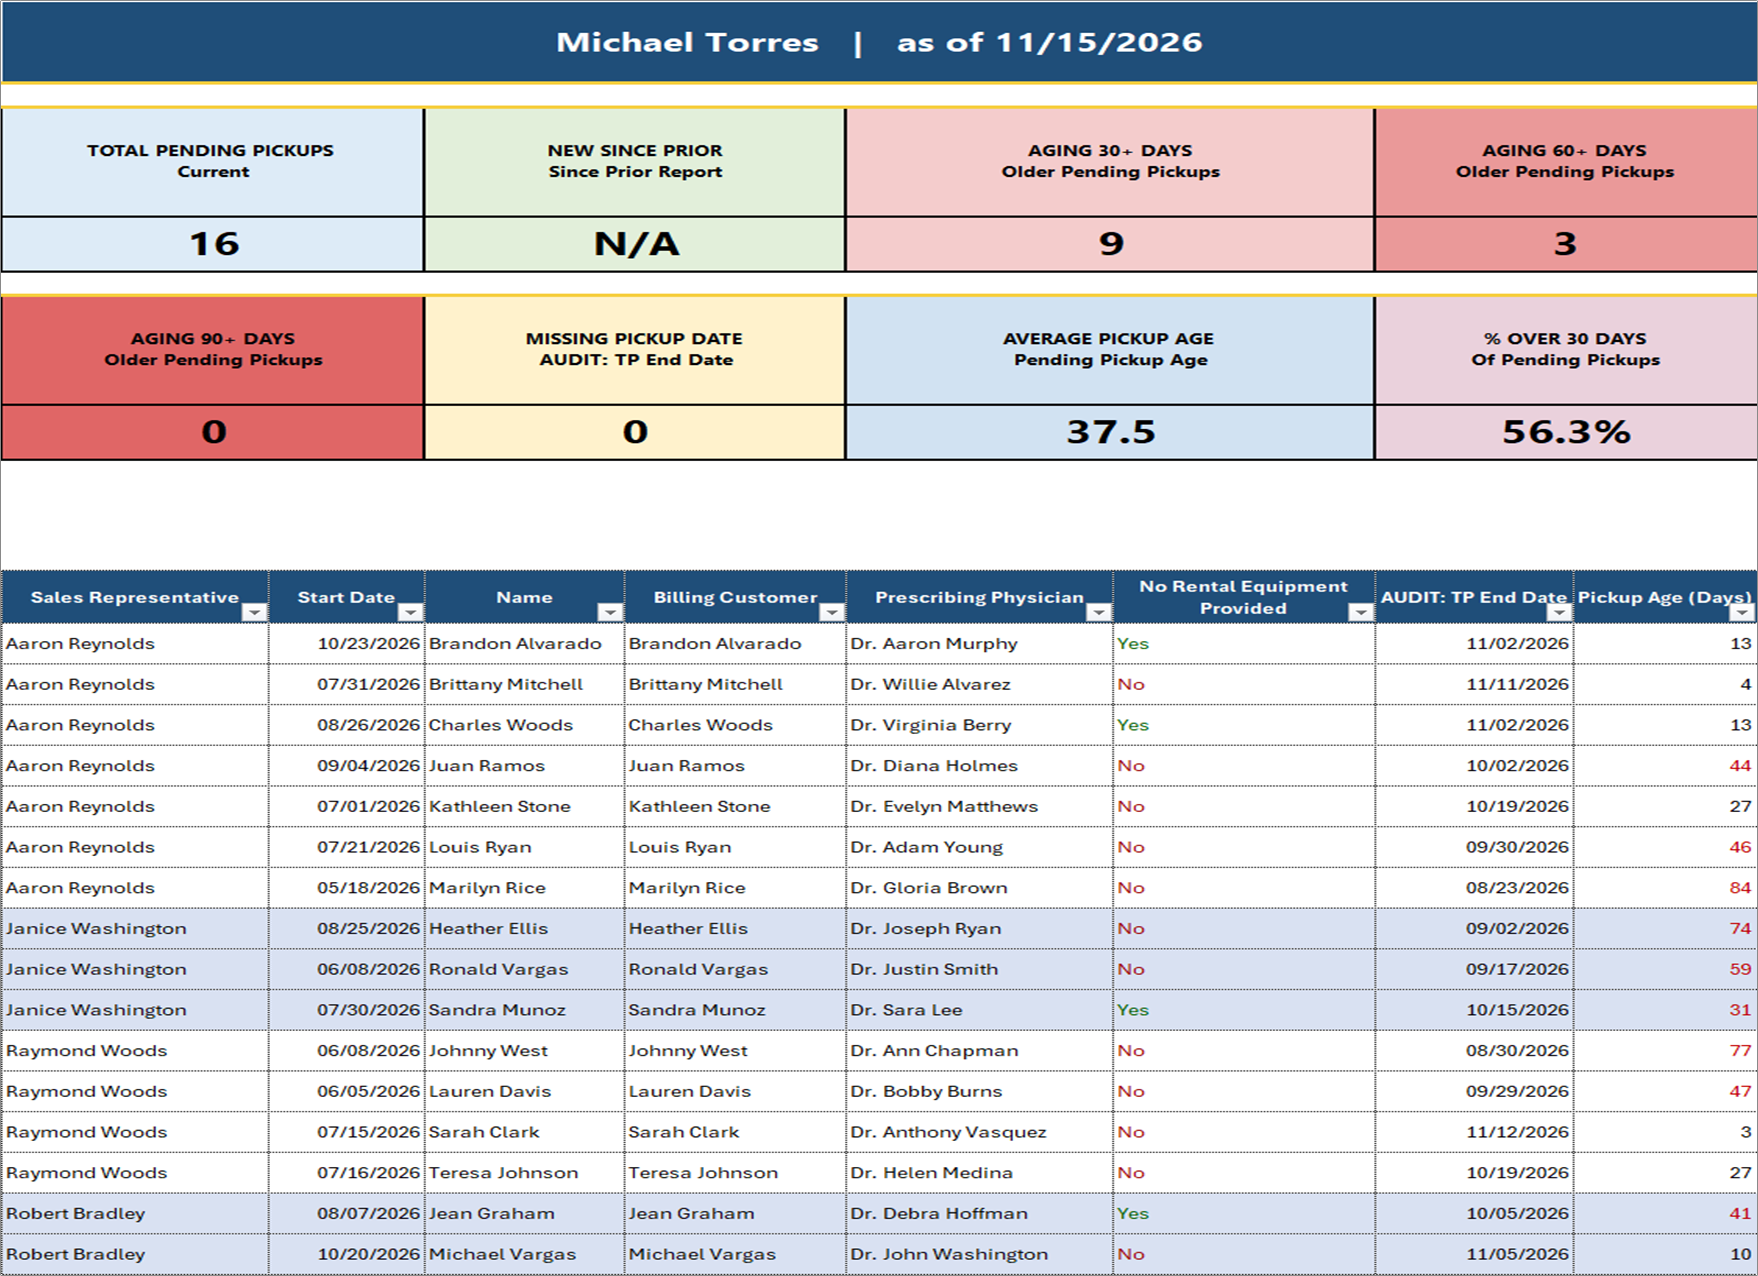 Michael Torres | as of 11/15/2026
TOTAL PENDING PICKUPS NEW SINCE PRIOR AGING 30+ DAYS AGING 60+ DAYS
Current Since Prior Report Older Pending Pickups Older Pending Pickups
16 N/A 9 3
AGING 90+ DAYS MISSING PICKUP DATE AVERAGE PICKUP AGE % OVER 30 DAYS
Older Pending Pickups AUDIT: TP End Date Pending Pickup Age Of Pending Pickups
0 0 37.5 56.3%
Sales Representative Start Date Name Billing Customer Prescribing Physician No Rental Equipment Provided AUDIT: TP End Date Pickup Age (Days)
Aaron Reynolds 10/23/2026 Brandon Alvarado Brandon Alvarado Dr. Aaron Murphy Yes 11/02/2026 13
Aaron Reynolds 07/31/2026 Brittany Mitchell Brittany Mitchell Dr. Willie Alvarez No 11/11/2026 4
Aaron Reynolds 08/26/2026 Charles Woods Charles Woods Dr. Virginia Berry Yes 11/02/2026 13
Aaron Reynolds 09/04/2026 Juan Ramos Juan Ramos Dr. Diana Holmes No 10/02/2026 44
Aaron Reynolds 07/01/2026 Kathleen Stone Kathleen Stone Dr. Evelyn Matthews No 10/19/2026 27
Aaron Reynolds 07/21/2026 Louis Ryan Louis Ryan Dr. Adam Young No 09/30/2026 46
Aaron Reynolds 05/18/2026 Marilyn Rice Marilyn Rice Dr. Gloria Brown No 08/23/2026 84
Janice Washington 08/25/2026 Heather Ellis Heather Ellis Dr. Joseph Ryan No 09/02/2026 74
Janice Washington 06/08/2026 Ronald Vargas Ronald Vargas Dr. Justin Smith No 09/17/2026 59
Janice Washington 07/30/2026 Sandra Munoz Sandra Munoz Dr. Sara Lee Yes 10/15/2026 31
Raymond Woods 06/08/2026 Johnny West Johnny West Dr. Ann Chapman No 08/30/2026 77
Raymond Woods 06/05/2026 Lauren Davis Lauren Davis Dr. Bobby Burns No 09/29/2026 47
Raymond Woods 07/15/2026 Sarah Clark Sarah Clark Dr. Anthony Vasquez No 11/12/2026 3
Raymond Woods 07/16/2026 Teresa Johnson Teresa Johnson Dr. Helen Medina No 10/19/2026 27
Robert Bradley 08/07/2026 Jean Graham Jean Graham Dr. Debra Hoffman Yes 10/05/2026 41
Robert Bradley 10/20/2026 Michael Vargas Michael Vargas Dr. John Washington No 11/05/2026 10